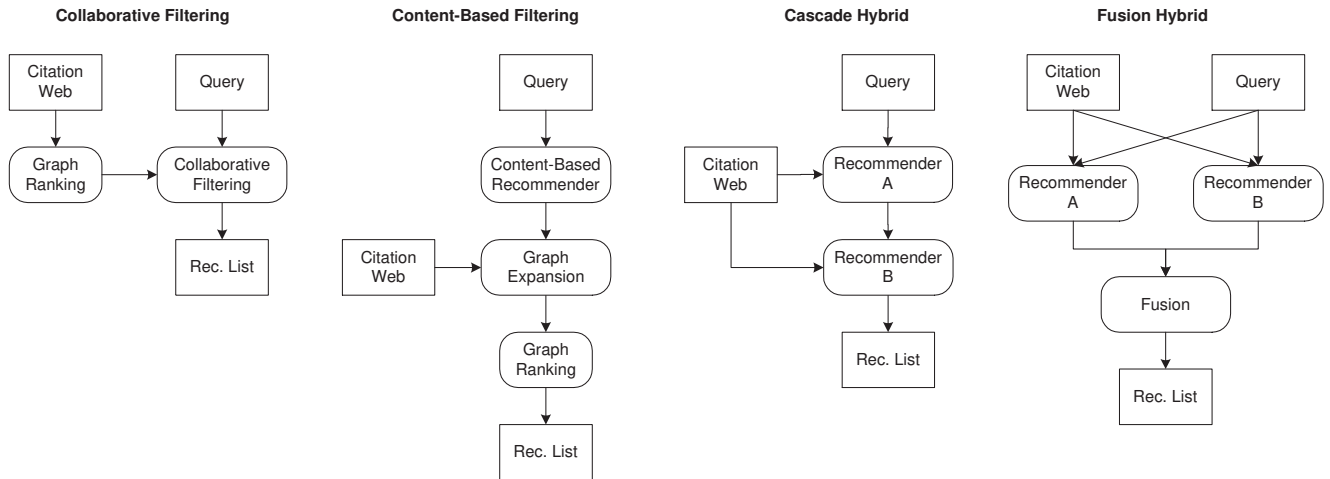 Collaborative Filtering
Citation
Web
Query
Graph
Ranking
Collaborative
Filtering
Rec. List
Content-Based Filtering
Query
Content-Based
Recommender
Citation
Web
Graph
Expansion
Graph
Ranking
Rec. List
Cascade Hybrid
Query
Citation
Web
Recommender
A
Recommender
B
Rec. List
Fusion Hybrid
Citation
Web
Query
Recommender
A
Recommender
B
Fusion
Rec. List